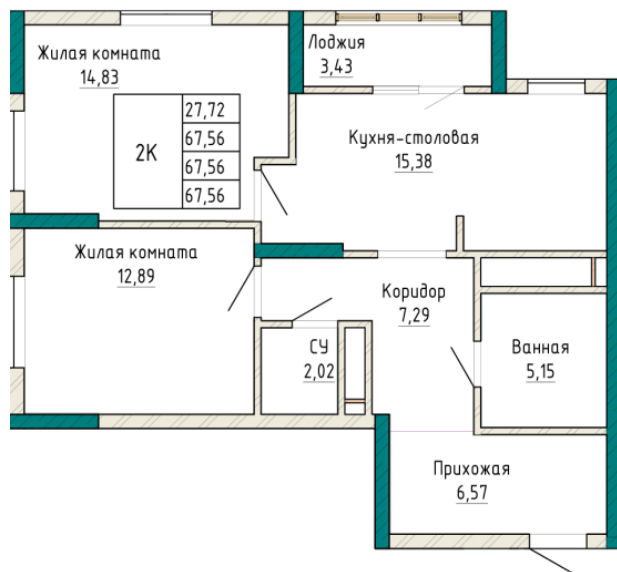 Жилая комната
14,83
Лоджия
3,43
2К
27,72
67,56
67,56
67,56
Кухня-столовая
15,38
Жилая комната
12,89
Коридор
7,29
СУ
2,02
Ванная
5,15
Прихожая
6,57